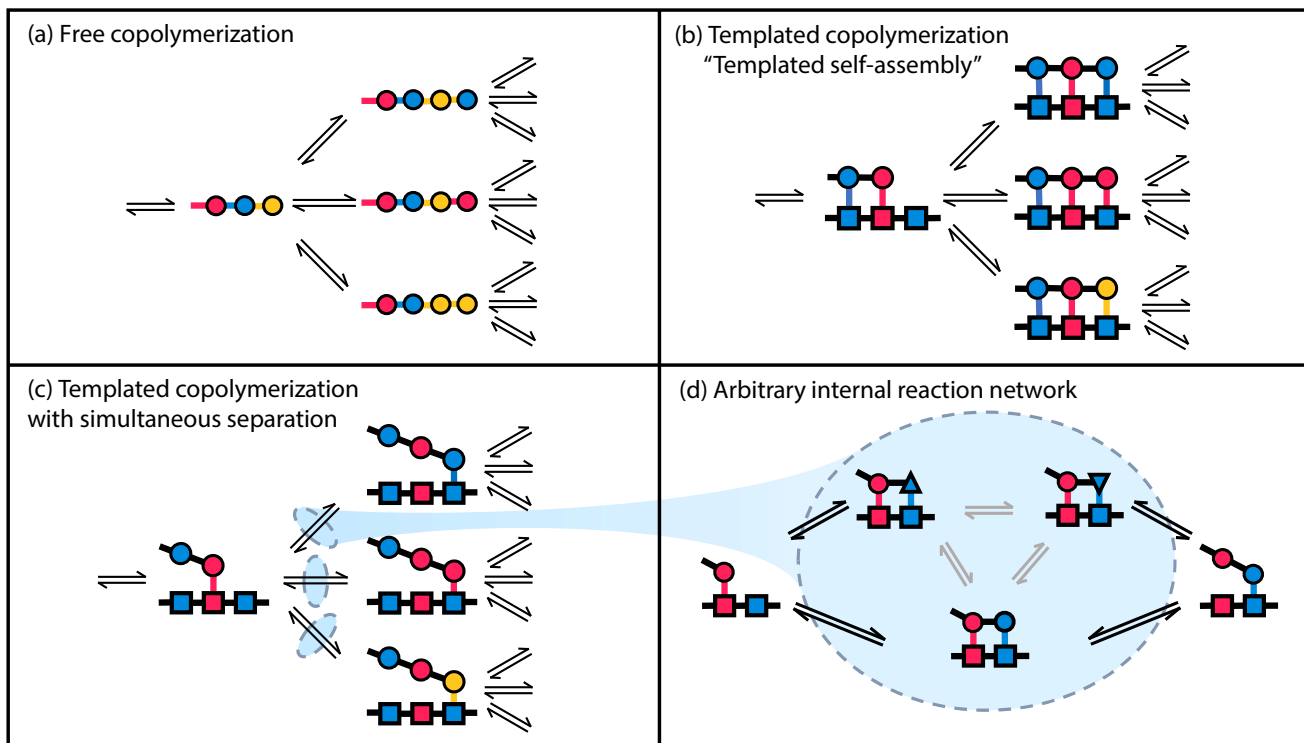 (a) Free copolymerization
(b) Templated copolymerization
“Templated self-assembly”
(c) Templated copolymerization
with simultaneous separation
(d) Arbitrary internal reaction network